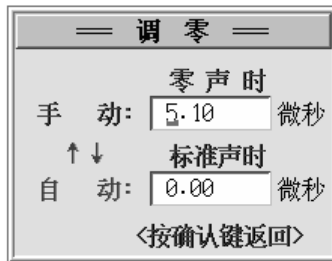 ══ 调 零 ══
零声时
手 动: 5.10 微秒
↑↓ 标准声时
自 动: 0.00 微秒
<按确认键返回>